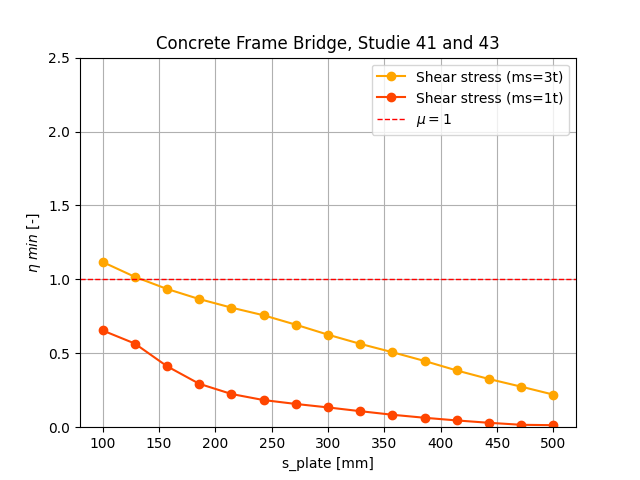 Concrete Frame Bridge, Studie 41 and 43
2.5
2.0
1.5
1.0
0.5
0.0
η min [-]
Shear stress (ms=3t)
Shear stress (ms=1t)
μ = 1
100 150 200 250 300 350 400 450 500
s_plate [mm]